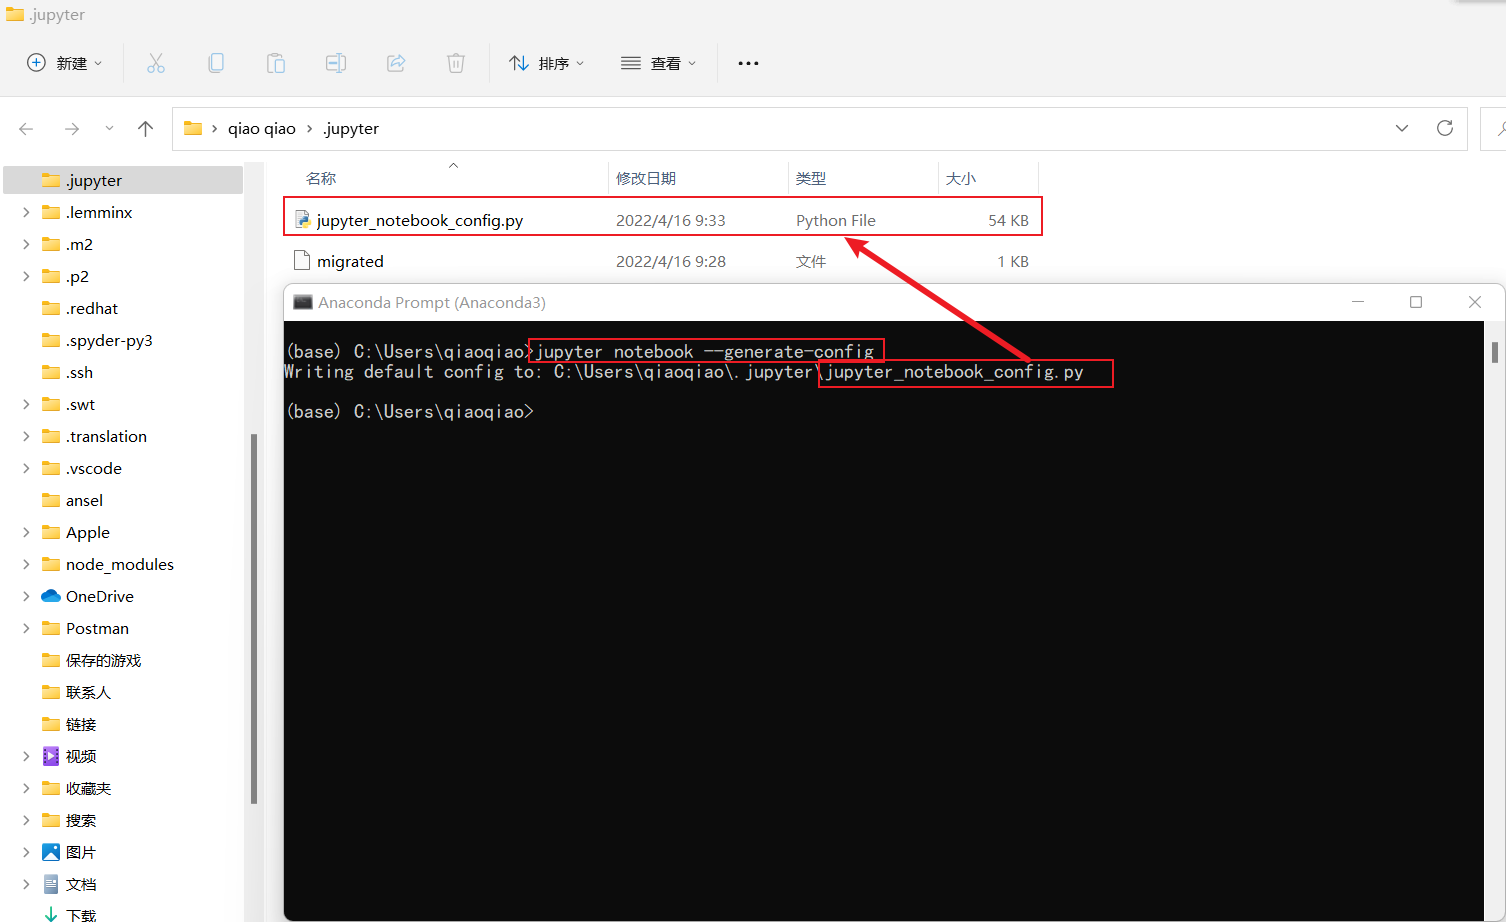 .jupyter
新建
排序
查看
qiao qiao
.jupyter
名称
修改日期
类型
大小
jupyter_notebook_config.py
2022/4/16 9:33
Python File
54 KB
migrated
2022/4/16 9:28
文件
1 KB
.jupyter
.lemminx
.m2
.p2
.redhat
.spyder-py3
.ssh
.swt
.translation
.vscode
ansel
Apple
node_modules
OneDrive
Postman
保存的游戏
联系人
链接
视频
收藏夹
搜索
图片
文档
下载
Anaconda Prompt (Anaconda3)
(base) C:\Users\qiaoqiao>jupyter notebook --generate-config
Writing default config to: C:\Users\qiaoqiao\.jupyter\jupyter_notebook_config.py
(base) C:\Users\qiaoqiao>